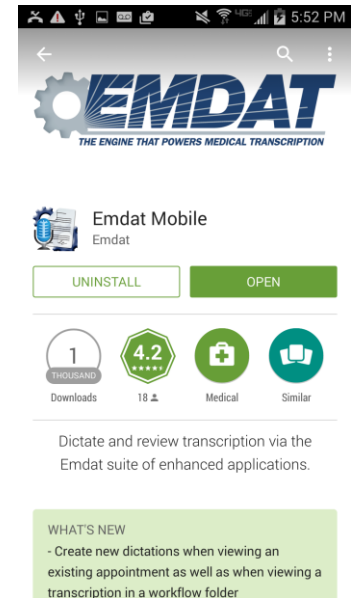 4G
5:52 PM
EMDAT
THE ENGINE THAT POWERS MEDICAL TRANSCRIPTION
Emdat Mobile
Emdat
UNINSTALL
OPEN
1
THOUSAND
Downloads
4.2
18
Medical
Similar
Dictate and review transcription via the
Emdat suite of enhanced applications.
WHAT'S NEW
- Create new dictations when viewing an
existing appointment as well as when viewing a
transcription in a workflow folder